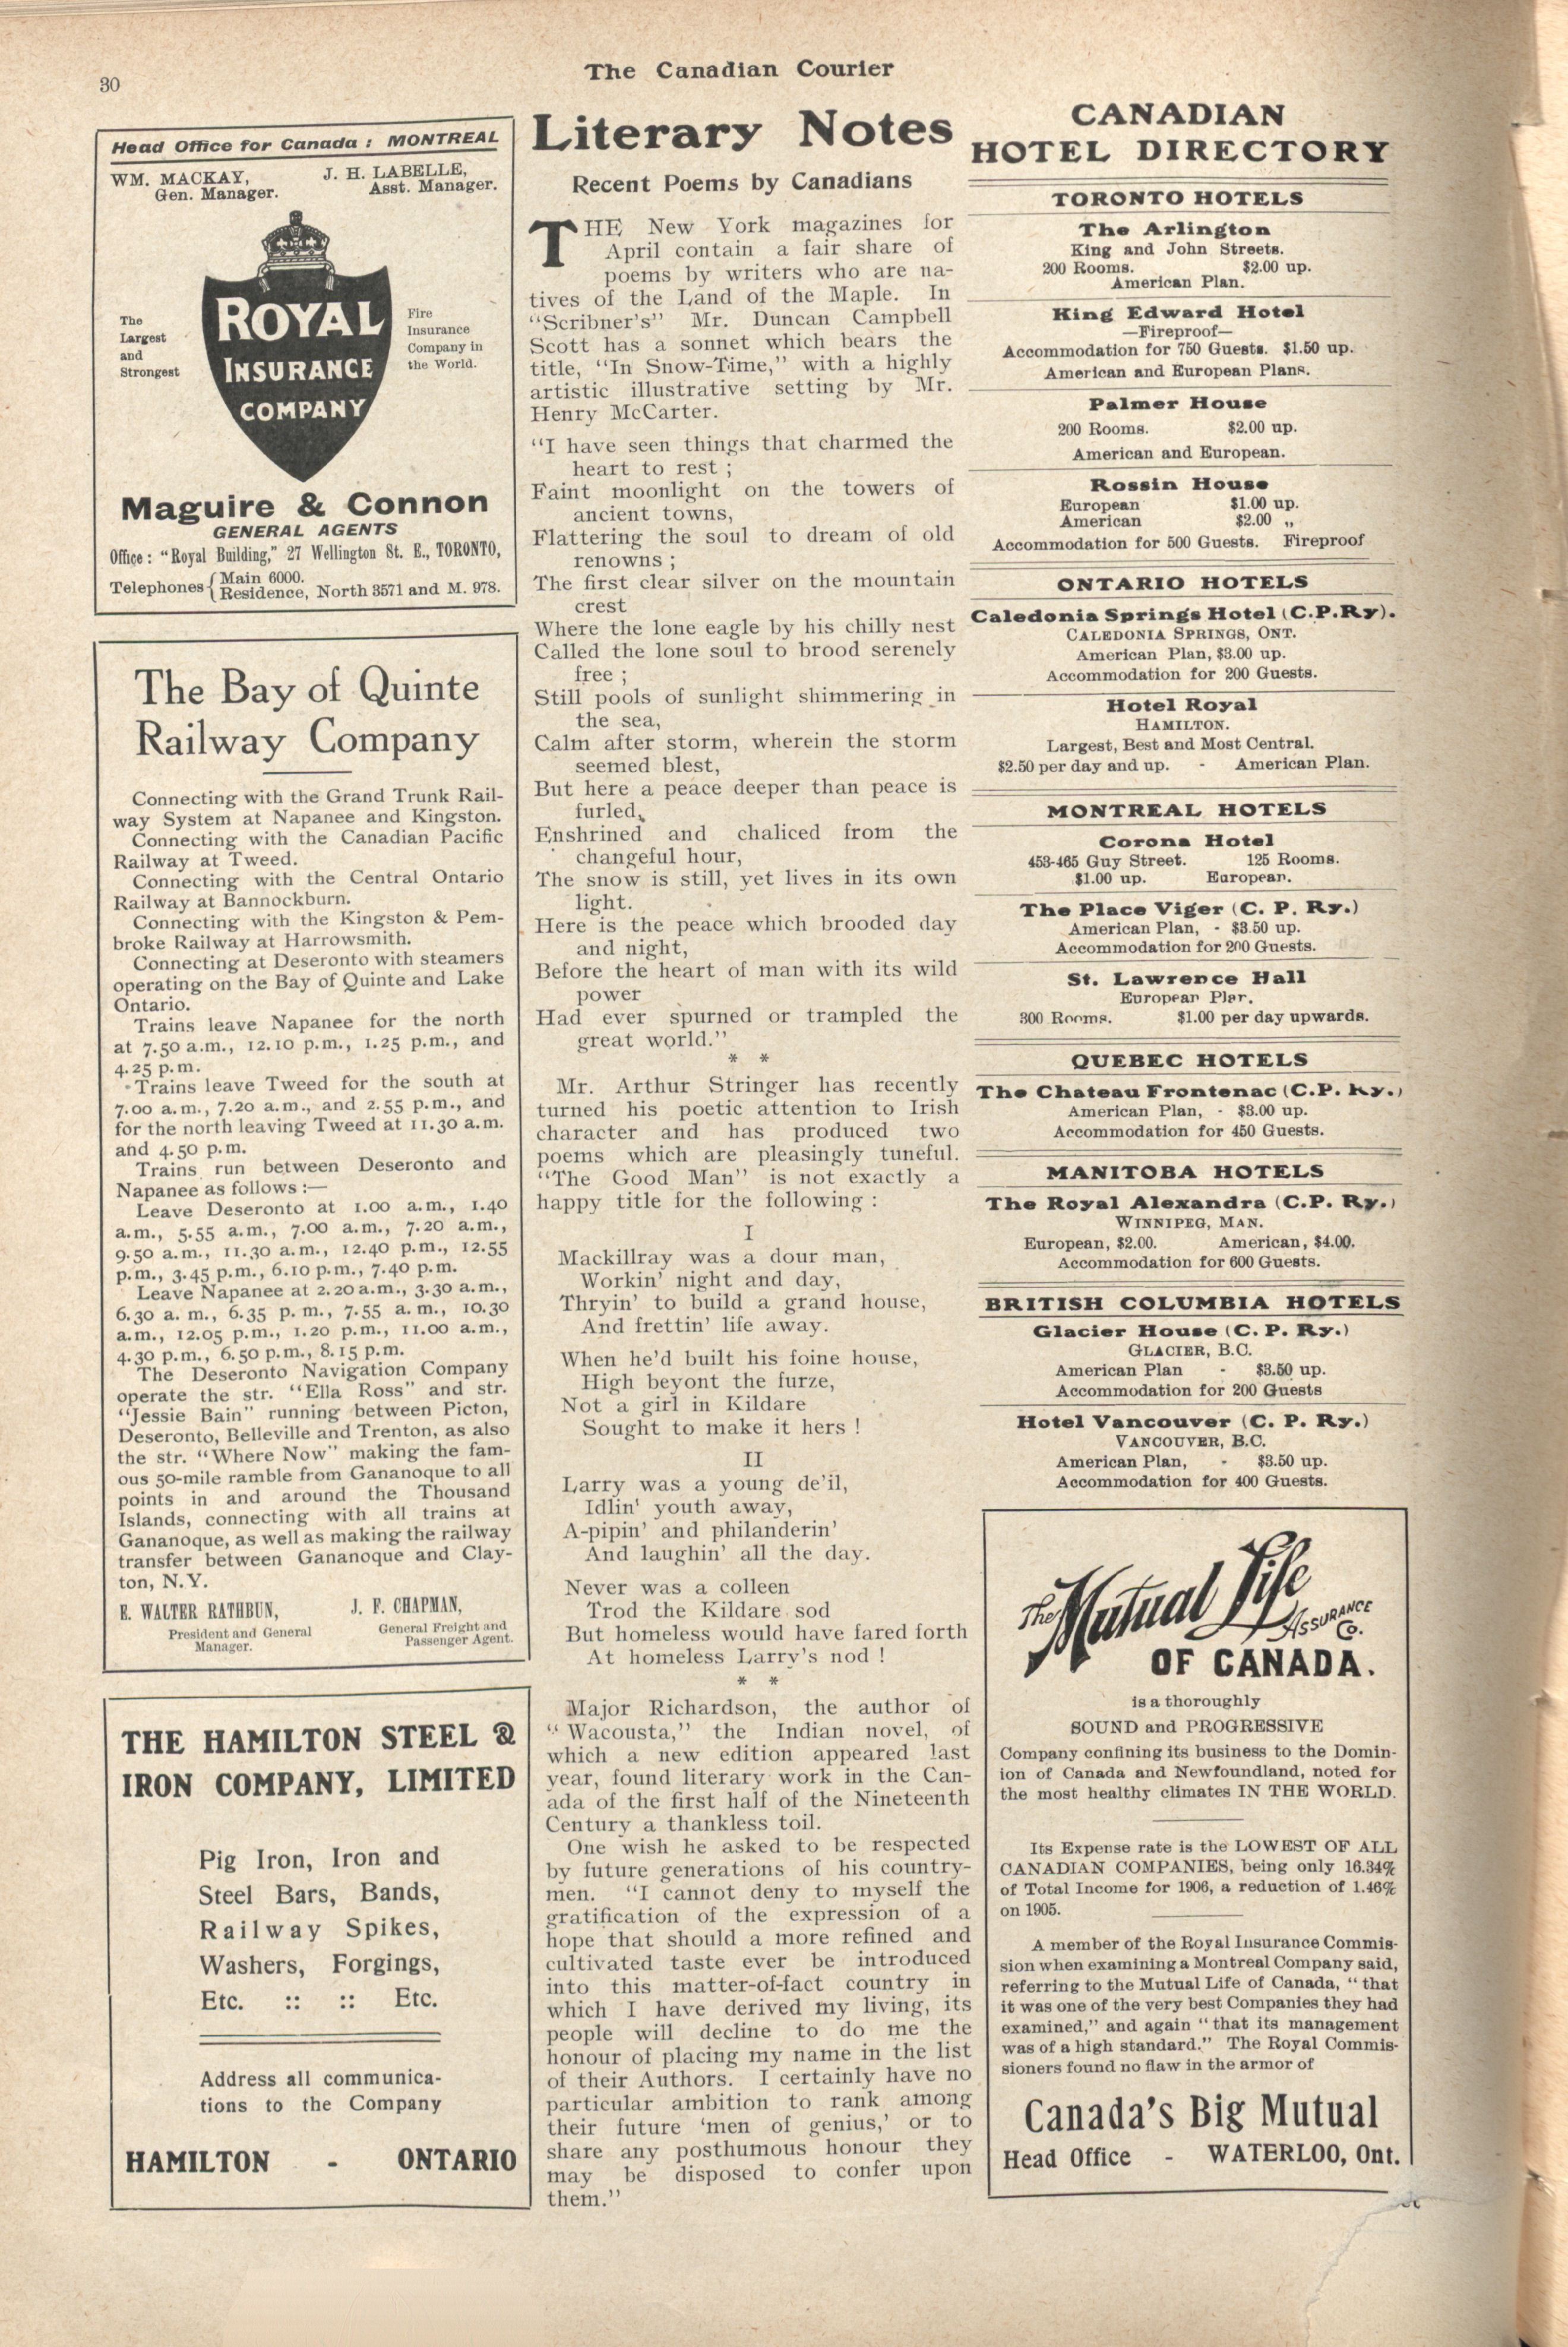 30
The Canadian Courier
Head Office for Canada : MONTREAL
WM. MACKAY,
Gen. Manager.
J. H. LABELLE,
Asst. Manager.
The
Largest
and
Strongest
ROYAL
INSURANCE
COMPANY
Fire
Insurance
Company in
the World.
Maguire & Connon
GENERAL AGENTS
Office : "Royal Building," 27 Wellington St. E., TORONTO,
Telephones { Main 6000.
Residence, North 3571 and M. 978.
The Bay of Quinte
Railway Company
Connecting with the Grand Trunk Rail-
way System at Napanee and Kingston.
Connecting with the Canadian Pacific
Railway at Tweed.
Connecting with the Central Ontario
Railway at Bannockburn.
Connecting with the Kingston & Pem-
broke Railway at Harrowsmith.
Connecting at Deseronto with steamers
operating on the Bay of Quinte and Lake
Ontario.
Trains leave Napanee for the north
at 7.50 a.m., 12.10 p.m., 1.25 p.m., and
4.25 p.m.
Trains leave Tweed for the south at
7.00 a.m., 7.20 a.m., and 2.55 p.m., and
for the north leaving Tweed at 11.30 a.m.
and 4.50 p.m.
Trains run between Deseronto and
Napanee as follows :—
Leave Deseronto at 1.00 a.m., 1.40
a.m., 5.55 a.m., 7.00 a.m., 7.20 a.m.,
9.50 a.m., 11.30 a.m., 12.40 p.m., 12.55
p.m., 3.45 p.m., 6.10 p.m., 7.40 p.m.
Leave Napanee at 2.20 a.m., 3.30 a.m.,
6.30 a. m., 6.35 p. m., 7.55 a. m., 10.30
a.m., 12.05 p.m., 1.20 p.m., 11.00 a.m.,
4.30 p.m., 6.50 p.m., 8.15 p.m.
The Deseronto Navigation Company
operate the str. "Ella Ross" and str.
"Jessie Bain" running between Picton,
Deseronto, Belleville and Trenton, as also
the str. "Where Now" making the fam-
ous 50-mile ramble from Gananoque to all
points in and around the Thousand
Islands, connecting with all trains at
Gananoque, as well as making the railway
transfer between Gananoque and Clay-
ton, N.Y.
E. WALTER RATHBUN,
President and General
Manager.
J. F. CHAPMAN,
General Freight and
Passenger Agent.
THE HAMILTON STEEL &
IRON COMPANY, LIMITED
Pig Iron, Iron and
Steel Bars, Bands,
Railway Spikes,
Washers, Forgings,
Etc. :: :: Etc.
Address all communica-
tions to the Company
HAMILTON - ONTARIO
Literary Notes
Recent Poems by Canadians
THE New York magazines for
April contain a fair share of
poems by writers who are na-
tives of the Land of the Maple. In
"Scribner's" Mr. Duncan Campbell
Scott has a sonnet which bears the
title, "In Snow-Time," with a highly
artistic illustrative setting by Mr.
Henry McCarter.
"I have seen things that charmed the
heart to rest ;
Faint moonlight on the towers of
ancient towns,
Flattering the soul to dream of old
renowns ;
The first clear silver on the mountain
crest
Where the lone eagle by his chilly nest
Called the lone soul to brood serenely
free ;
Still pools of sunlight shimmering in
the sea,
Calm after storm, wherein the storm
seemed blest,
But here a peace deeper than peace is
furled,
Enshrined and chaliced from the
changeful hour,
The snow is still, yet lives in its own
light.
Here is the peace which brooded day
and night,
Before the heart of man with its wild
power
Had ever spurned or trampled the
great world."
* *
Mr. Arthur Stringer has recently
turned his poetic attention to Irish
character and has produced two
poems which are pleasingly tuneful.
"The Good Man" is not exactly a
happy title for the following :
I
Mackillray was a dour man,
Workin' night and day,
Thryin' to build a grand house,
And frettin' life away.
When he'd built his foine house,
High beyont the furze,
Not a girl in Kildare
Sought to make it hers !
II
Larry was a young de'il,
Idlin' youth away,
A-pipin' and philanderin'
And laughin' all the day.
Never was a colleen
Trod the Kildare sod
But homeless would have fared forth
At homeless Larry's nod !
* *
Major Richardson, the author of
"Wacousta," the Indian novel, of
which a new edition appeared last
year, found literary work in the Can-
ada of the first half of the Nineteenth
Century a thankless toil.
One wish he asked to be respected
by future generations of his country-
men. "I cannot deny to myself the
gratification of the expression of a
hope that should a more refined and
cultivated taste ever be introduced
into this matter-of-fact country in
which I have derived my living, its
people will decline to do me the
honour of placing my name in the list
of their Authors. I certainly have no
particular ambition to rank among
their future 'men of genius,' or to
share any posthumous honour they
may be disposed to confer upon
them."
CANADIAN
HOTEL DIRECTORY
TORONTO HOTELS
The Arlington
King and John Streets.
200 Rooms. $2.00 up.
American Plan.
King Edward Hotel
—Fireproof—
Accommodation for 750 Guests. $1.50 up.
American and European Plans.
Palmer House
200 Rooms. $2.00 up.
American and European.
Rossin House
European $1.00 up.
American $2.00 ,,
Accommodation for 500 Guests. Fireproof
ONTARIO HOTELS
Caledonia Springs Hotel (C.P.Ry).
CALEDONIA SPRINGS, ONT.
American Plan, $3.00 up.
Accommodation for 200 Guests.
Hotel Royal
HAMILTON.
Largest, Best and Most Central.
$2.50 per day and up. - American Plan.
MONTREAL HOTELS
Corona Hotel
453-465 Guy Street. 125 Rooms.
$1.00 up. European.
The Place Viger (C. P. Ry.)
American Plan, - $3.50 up.
Accommodation for 200 Guests.
St. Lawrence Hall
European Plan.
300 Rooms. $1.00 per day upwards.
QUEBEC HOTELS
The Chateau Frontenac (C.P. Ry.)
American Plan, - $3.00 up.
Accommodation for 450 Guests.
MANITOBA HOTELS
The Royal Alexandra (C.P. Ry.)
WINNIPEG, MAN.
European, $2.00. American, $4.00.
Accommodation for 600 Guests.
BRITISH COLUMBIA HOTELS
Glacier House (C. P. Ry.)
GLACIER, B.C.
American Plan - $3.50 up.
Accommodation for 200 Guests
Hotel Vancouver (C. P. Ry.)
VANCOUVER, B.C.
American Plan, - $3.50 up.
Accommodation for 400 Guests.
The Mutual Life
ASSURANCE CO.
OF CANADA.
is a thoroughly
SOUND and PROGRESSIVE
Company confining its business to the Domin-
ion of Canada and Newfoundland, noted for
the most healthy climates IN THE WORLD.
Its Expense rate is the LOWEST OF ALL
CANADIAN COMPANIES, being only 16.34%
of Total Income for 1906, a reduction of 1.46%
on 1905.
A member of the Royal Insurance Commis-
sion when examining a Montreal Company said,
referring to the Mutual Life of Canada, "that
it was one of the very best Companies they had
examined," and again "that its management
was of a high standard." The Royal Commis-
sioners found no flaw in the armor of
Canada's Big Mutual
Head Office - WATERLOO, Ont.